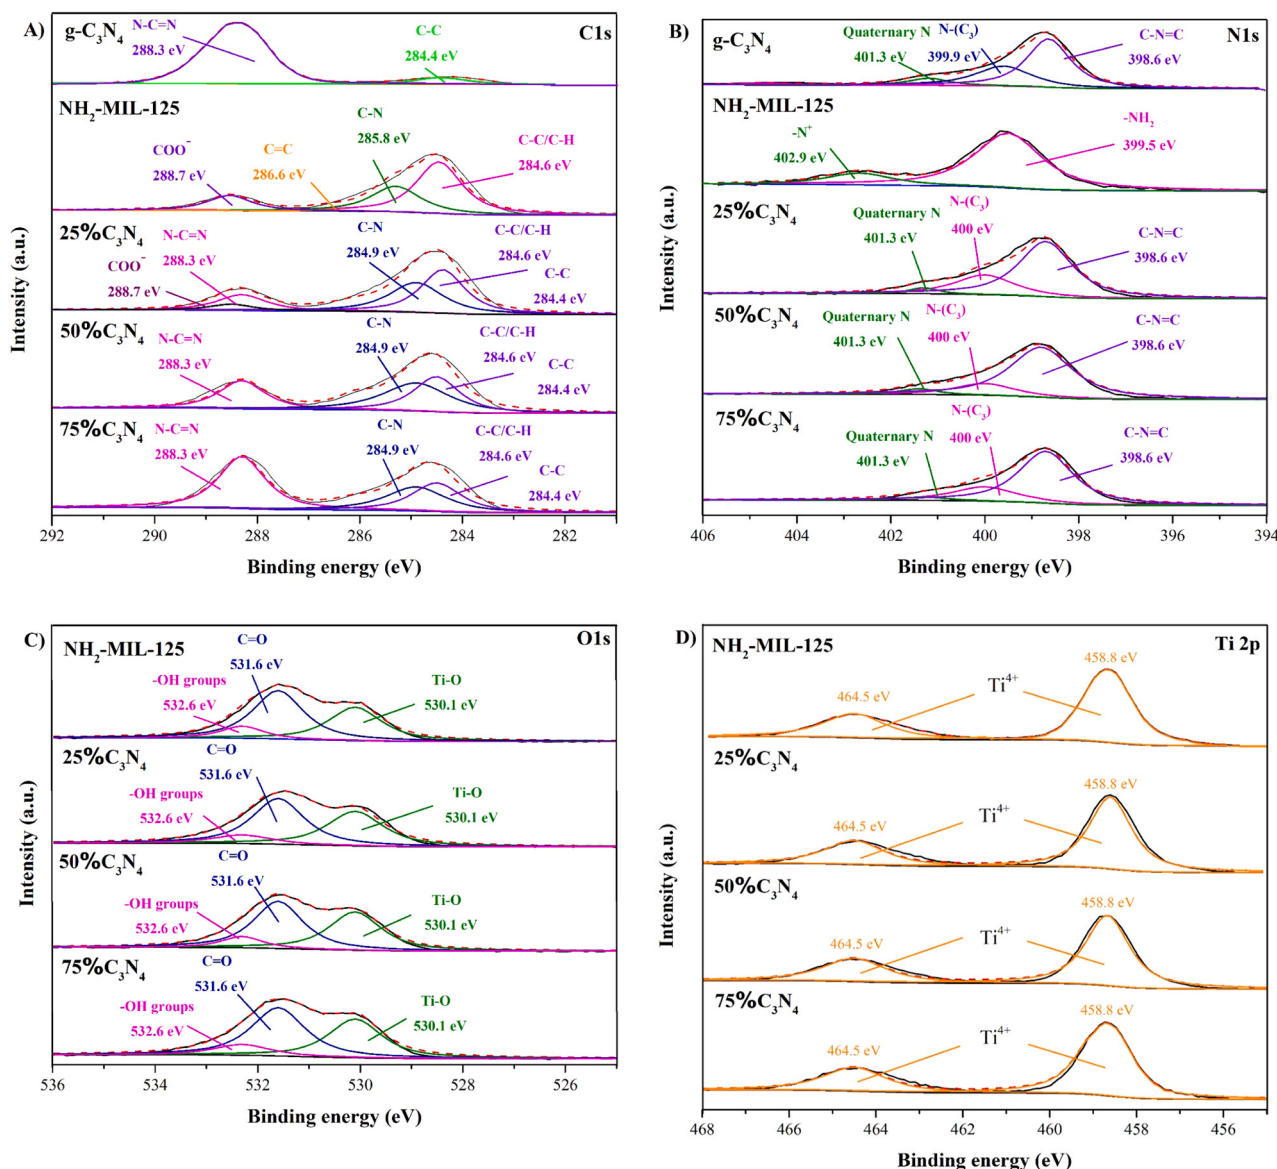 A)
g-C₃N₄
N-C=N
288.3 eV
C-C
284.4 eV
C1s
NH₂-MIL-125
COO⁻
288.7 eV
C=C
286.6 eV
C-N
285.8 eV
C-C/C-H
284.6 eV
25%C₃N₄
N-C=N
288.3 eV
COO⁻
288.7 eV
C-N
284.9 eV
C-C/C-H
284.6 eV
C-C
284.4 eV
50%C₃N₄
N-C=N
288.3 eV
C-N
284.9 eV
C-C/C-H
284.6 eV
C-C
284.4 eV
75%C₃N₄
N-C=N
288.3 eV
C-N
284.9 eV
C-C/C-H
284.6 eV
C-C
284.4 eV
Intensity (a.u.)
292 290 288 286 284 282
Binding energy (eV)
B)
g-C₃N₄
Quaternary N
401.3 eV
N-(C₃)
399.9 eV
C-N=C
398.6 eV
N1s
NH₂-MIL-125
-N⁺
402.9 eV
-NH₂
399.5 eV
25%C₃N₄
Quaternary N
401.3 eV
N-(C₃)
400 eV
C-N=C
398.6 eV
50%C₃N₄
Quaternary N
401.3 eV
N-(C₃)
400 eV
C-N=C
398.6 eV
75%C₃N₄
Quaternary N
401.3 eV
N-(C₃)
400 eV
C-N=C
398.6 eV
Intensity (a.u.)
406 404 402 400 398 396 394
Binding energy (eV)
C)
NH₂-MIL-125
C=O
531.6 eV
-OH groups
532.6 eV
Ti-O
530.1 eV
O1s
25%C₃N₄
C=O
531.6 eV
-OH groups
532.6 eV
Ti-O
530.1 eV
50%C₃N₄
C=O
531.6 eV
-OH groups
532.6 eV
Ti-O
530.1 eV
75%C₃N₄
C=O
531.6 eV
-OH groups
532.6 eV
Ti-O
530.1 eV
Intensity (a.u.)
536 534 532 530 528 526
Binding energy (eV)
D)
NH₂-MIL-125
464.5 eV
Ti⁴⁺
458.8 eV
Ti 2p
25%C₃N₄
464.5 eV
Ti⁴⁺
458.8 eV
50%C₃N₄
464.5 eV
Ti⁴⁺
458.8 eV
75%C₃N₄
464.5 eV
Ti⁴⁺
458.8 eV
Intensity (a.u.)
468 466 464 462 460 458 456
Binding energy (eV)